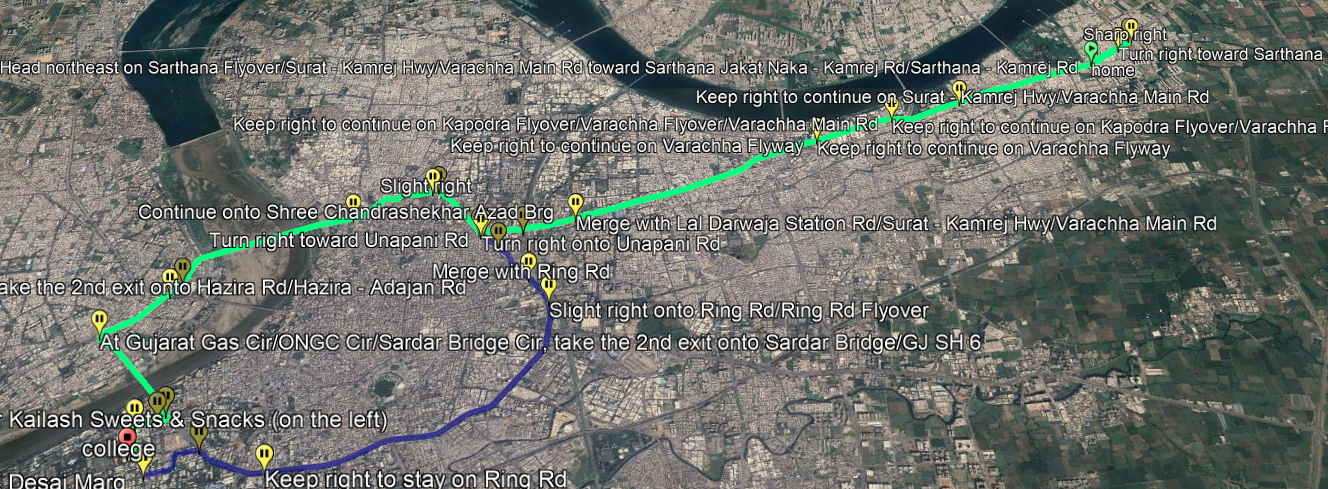 Sharp right
Turn right toward Sarthana
Head northeast on Sarthana Flyover/Surat - Kamrej Hwy/Varachha Main Rd toward Sarthana Jakat Naka - Kamrej Rd/Sarthana - Kamrej Rd
home
Keep right to continue on Surat - Kamrej Hwy/Varachha Main Rd
Keep right to continue on Kapodra Flyover/Varachha Flyover/Varachha Main Rd
Keep right to continue on Kapodra Flyover/Varachha F
Keep right to continue on Varachha Flyway
Keep right to continue on Varachha Flyway
Slight right
Continue onto Shree Chandrashekhar Azad Brg
Merge with Lal Darwaja Station Rd/Surat - Kamrej Hwy/Varachha Main Rd
Turn right toward Unapani Rd
Turn right onto Unapani Rd
Merge with Ring Rd
ake the 2nd exit onto Hazira Rd/Hazira - Adajan Rd
Slight right onto Ring Rd/Ring Rd Flyover
At Gujarat Gas Cir/ONGC Cir/Sardar Bridge Cir, take the 2nd exit onto Sardar Bridge/GJ SH 6
r Kailash Sweets & Snacks (on the left)
college
Desai Marg
Keep right to stay on Ring Rd